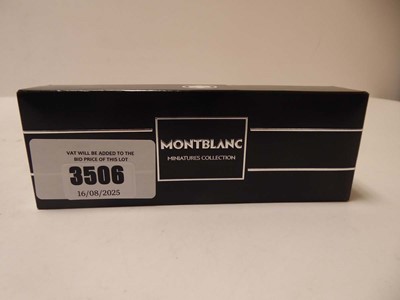 VAT WILL BE ADDED TO THE
BID PRICE OF THIS LOT
3506
16/08/2025
MONTBLANC
MINIATURES COLLECTION